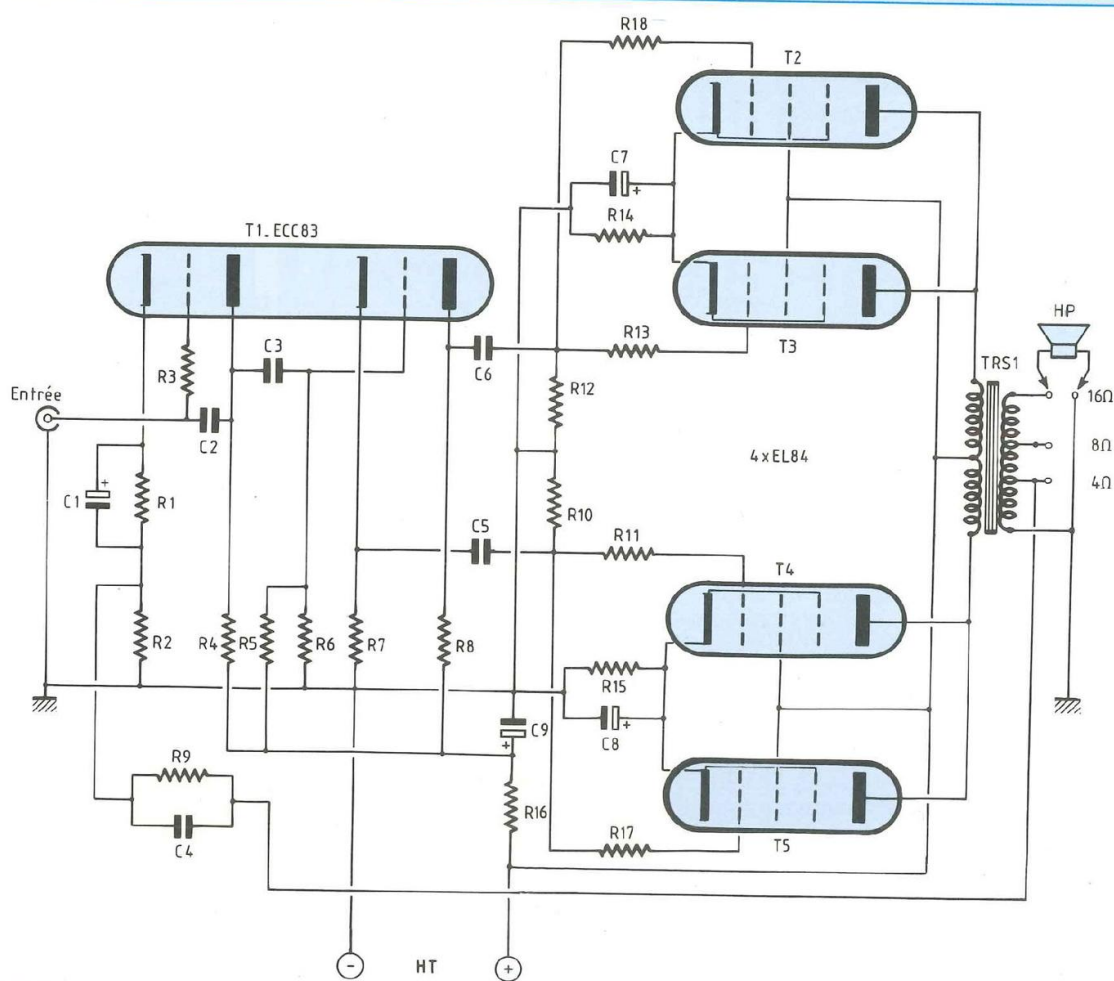 R18
T2
C7
+
R14
T1_ECC83
T3
C3
C6
R13
HP
TRS1
R3
R12
Entrée
C2
16Ω
8Ω
4xEL84
4Ω
C1
+
R1
R10
C5
R11
T4
R2
R4
R5
R6
R7
R8
R15
C9
+
C8
+
R9
R16
C4
R17
T5
-
HT
+